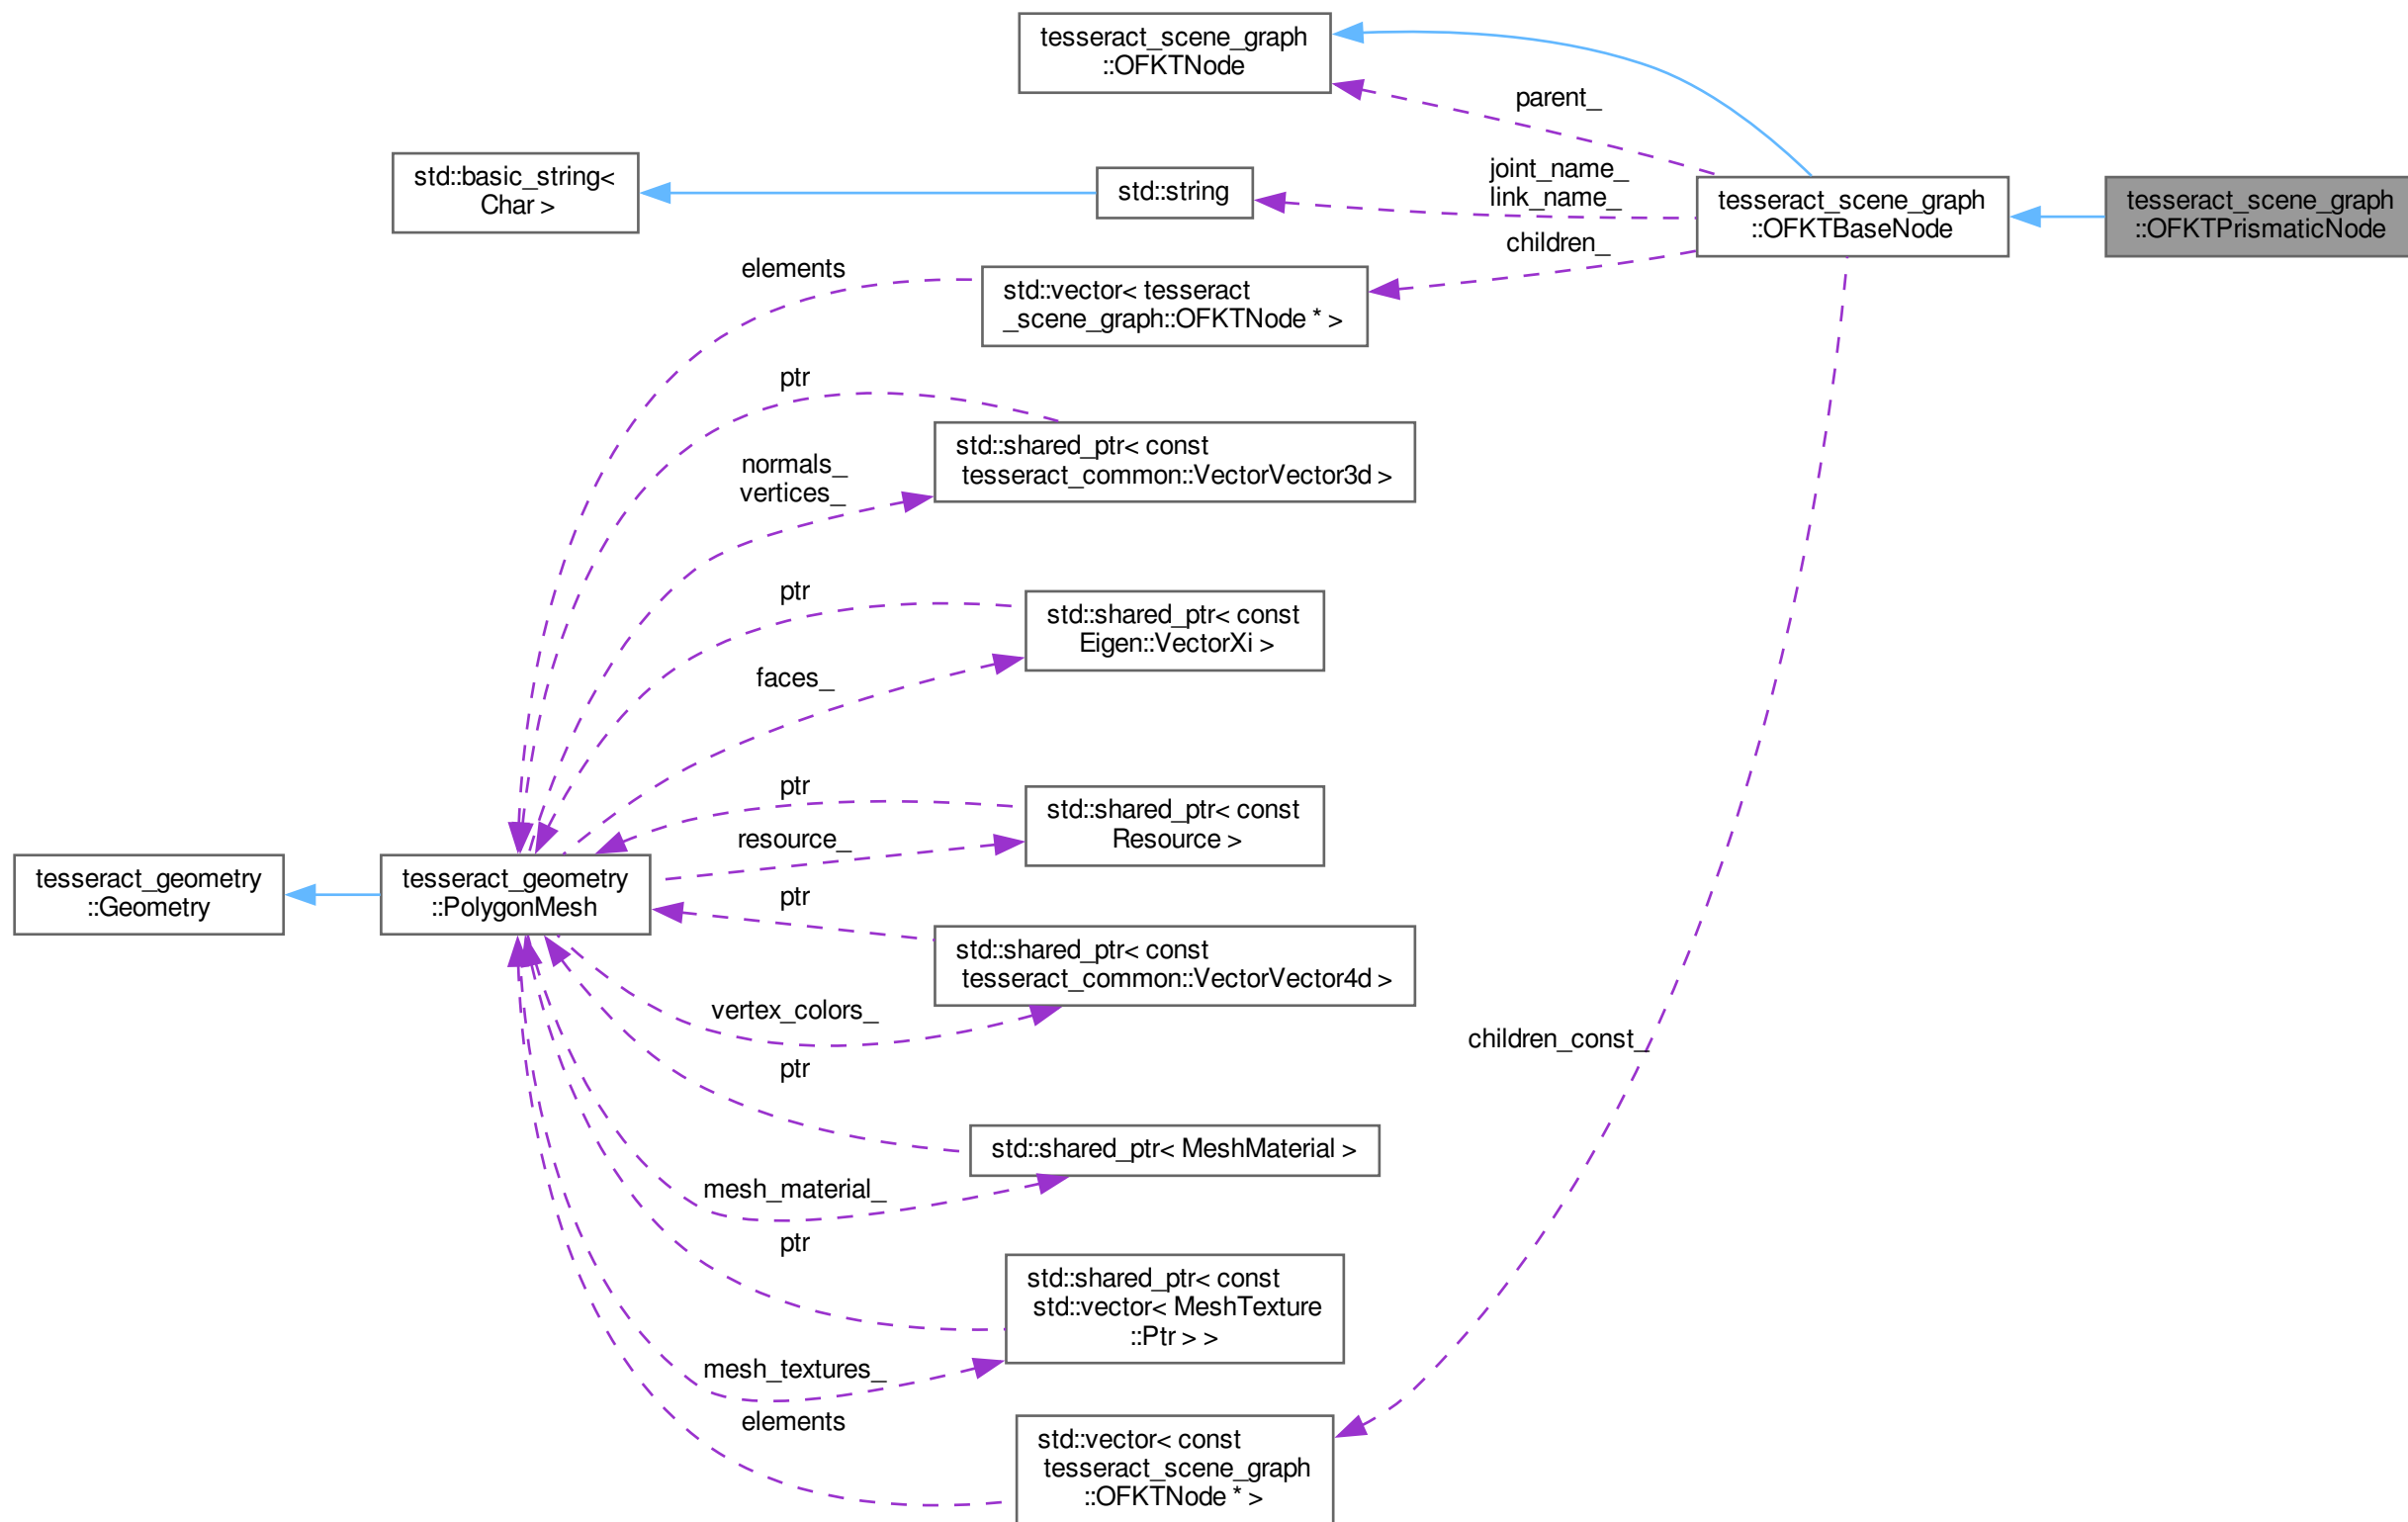 tesseract_scene_graph
::OFKTNode
parent_
std::basic_string<
Char >
std::string
joint_name_
link_name_
tesseract_scene_graph
::OFKTBaseNode
tesseract_scene_graph
::OFKTPrismaticNode
children_
elements
std::vector< tesseract
_scene_graph::OFKTNode * >
ptr
std::shared_ptr< const
tesseract_common::VectorVector3d >
normals_
vertices_
ptr
std::shared_ptr< const
Eigen::VectorXi >
faces_
ptr
std::shared_ptr< const
Resource >
resource_
tesseract_geometry
::Geometry
tesseract_geometry
::PolygonMesh
ptr
std::shared_ptr< const
tesseract_common::VectorVector4d >
vertex_colors_
children_const_
ptr
std::shared_ptr< MeshMaterial >
mesh_material_
ptr
std::shared_ptr< const
std::vector< MeshTexture
::Ptr > >
mesh_textures_
elements
std::vector< const
tesseract_scene_graph
::OFKTNode * >